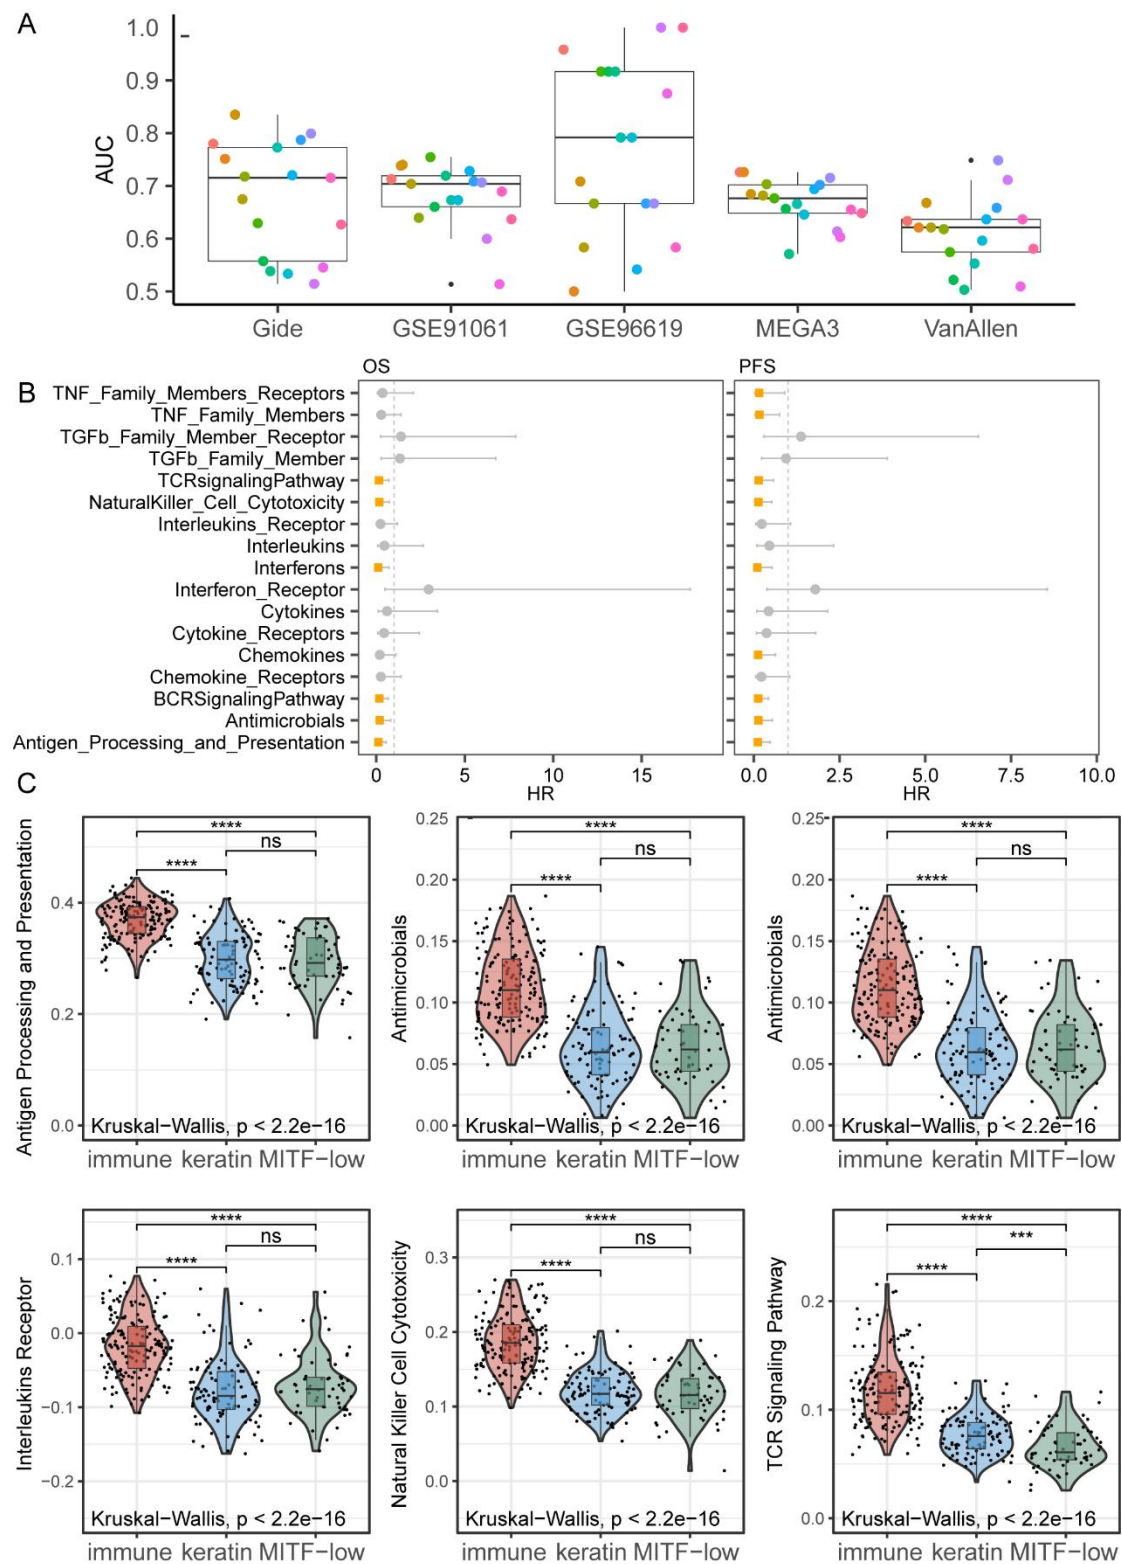 A
AUC
1.0
0.9
0.8
0.7
0.6
0.5
Gide GSE91061 GSE96619 MEGA3 VanAllen
B
OS PFS
TNF_Family_Members_Receptors
TNF_Family_Members
TGFb_Family_Member_Receptor
TGFb_Family_Member
TCRsignalingPathway
NaturalKiller_Cell_Cytotoxicity
Interleukins_Receptor
Interleukins
Interferons
Interferon_Receptor
Cytokines
Cytokine_Receptors
Chemokines
Chemokine_Receptors
BCRSignalingPathway
Antimicrobials
Antigen_Processing_and_Presentation
0 5 10 15 0.0 2.5 5.0 7.5 10.0
HR HR
C
Antigen Processing and Presentation
0.4
0.2
0.0
****
ns
****
Kruskal−Wallis, p < 2.2e−16
immune keratin MITF−low
Antimicrobials
0.25
0.20
0.15
0.10
0.05
0.00
****
ns
****
Kruskal−Wallis, p < 2.2e−16
immune keratin MITF−low
Antimicrobials
0.25
0.20
0.15
0.10
0.05
0.00
****
ns
****
Kruskal−Wallis, p < 2.2e−16
immune keratin MITF−low
Interleukins Receptor
0.1
0.0
−0.1
−0.2
****
ns
****
Kruskal−Wallis, p < 2.2e−16
immune keratin MITF−low
Natural Killer Cell Cytotoxicity
0.3
0.2
0.1
0.0
****
ns
****
Kruskal−Wallis, p < 2.2e−16
immune keratin MITF−low
TCR Signaling Pathway
0.2
0.1
0.0
****
***
****
Kruskal−Wallis, p < 2.2e−16
immune keratin MITF−low